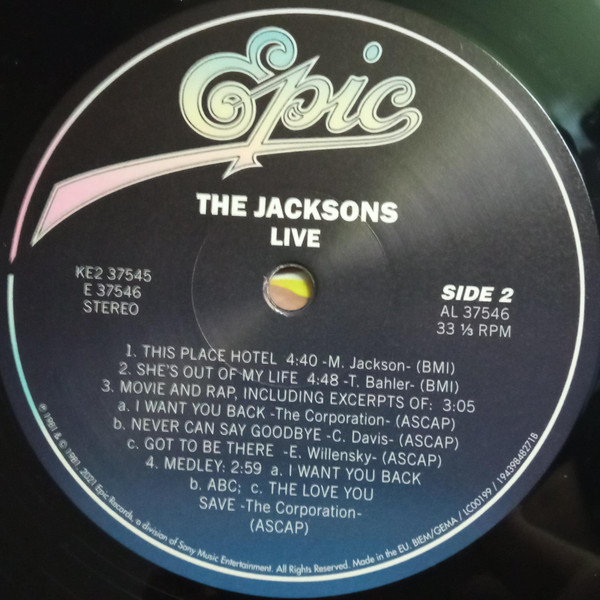 Epic
THE JACKSONS
LIVE
KE2 37545
E 37546
STEREO
SIDE 2
AL 37546
33 ⅓ RPM
1. THIS PLACE HOTEL 4:40 -M. Jackson- (BMI)
2. SHE'S OUT OF MY LIFE 4:48 -T. Bahler- (BMI)
3. MOVIE AND RAP, INCLUDING EXCERPTS OF: 3:05
a. I WANT YOU BACK -The Corporation- (ASCAP)
b. NEVER CAN SAY GOODBYE -C. Davis- (ASCAP)
c. GOT TO BE THERE -E. Willensky- (ASCAP)
4. MEDLEY: 2:59 a. I WANT YOU BACK
b. ABC; c. THE LOVE YOU
SAVE -The Corporation-
(ASCAP)
℗ 1981 & © 1981, 2021 Epic Records, a division of Sony Music Entertainment. All Rights Reserved. Made in the EU. BIEM/GEMA / LC00199 / 19439848271B